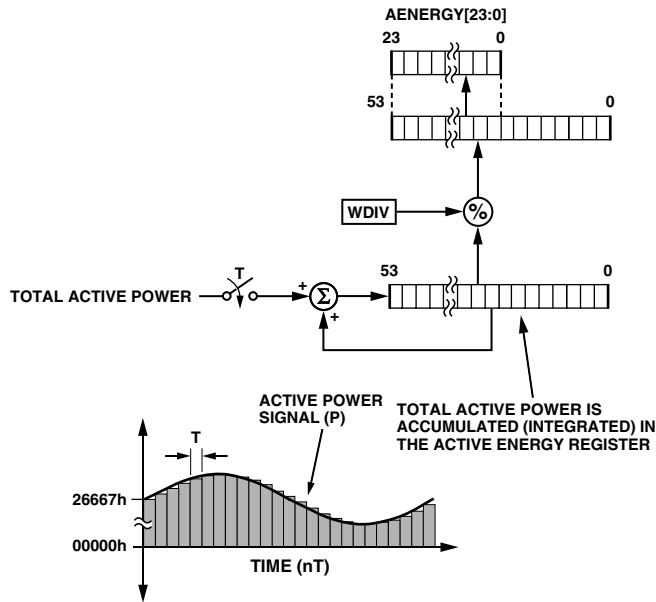 AENERGY[23:0]
23 0
53 0
WDIV %
53 0
TOTAL ACTIVE POWER T + Σ +
ACTIVE POWER
SIGNAL (P)
TOTAL ACTIVE POWER IS
ACCUMULATED (INTEGRATED) IN
THE ACTIVE ENERGY REGISTER
T
26667h
00000h
TIME (nT)